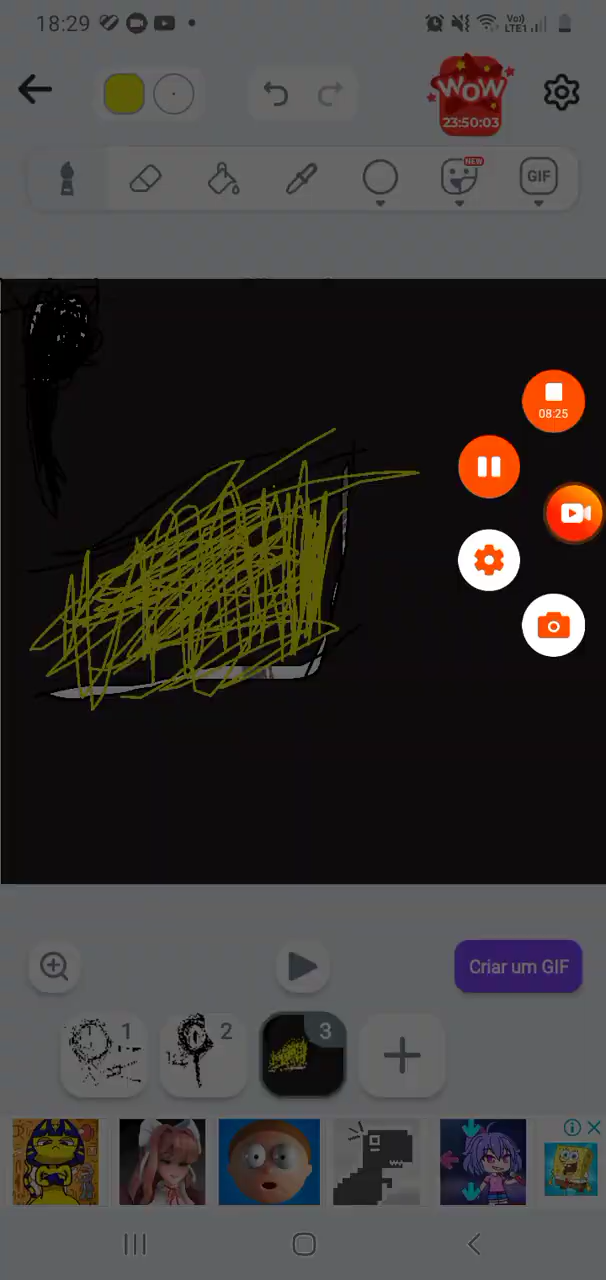 18:29
Vo) LTE1
WOW
23:50:03
NEW
GIF
08:25
Criar um GIF
1
2
3